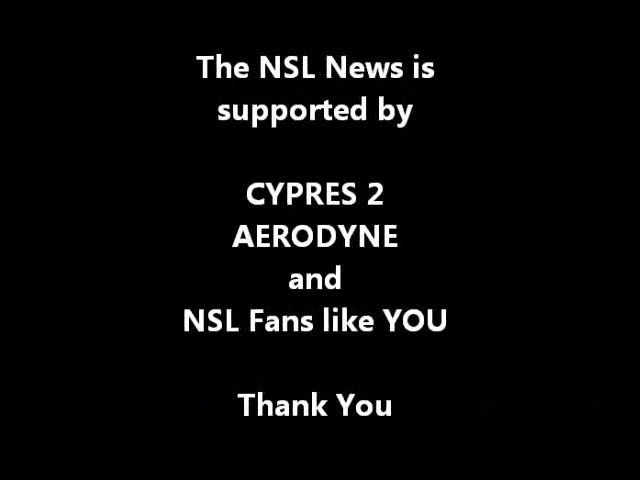 The NSL News is
supported by
CYPRES 2
AERODYNE
and
NSL Fans like YOU
Thank You